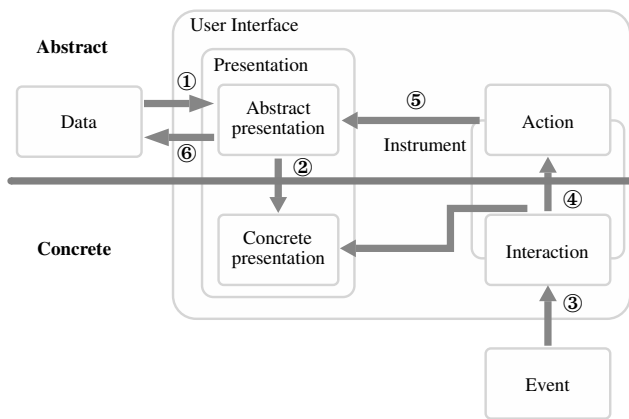 User Interface
Abstract
Presentation
①
⑤
Data
Abstract
presentation
Action
⑥
Instrument
②
④
Concrete
Concrete
presentation
Interaction
③
Event